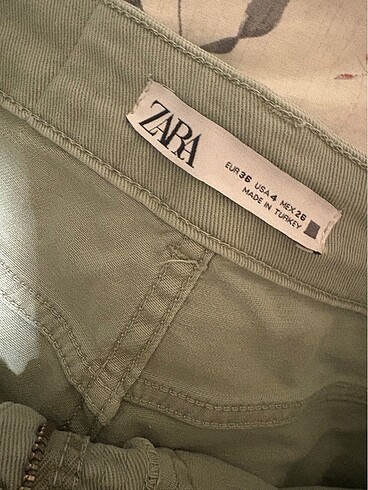 ZARA
EUR 36 USA 4 MEX 26
MADE IN TURKEY